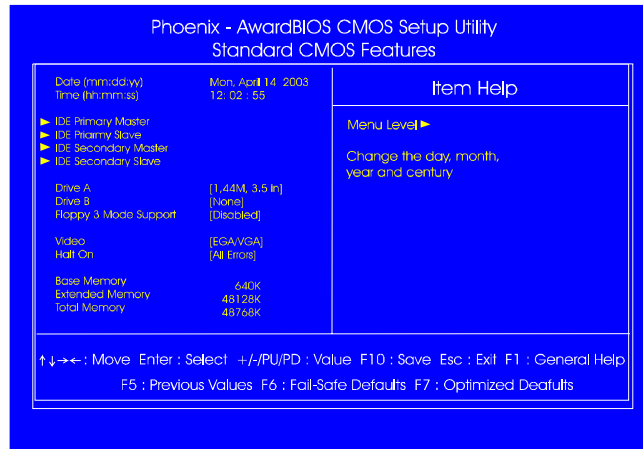 Phoenix - AwardBIOS CMOS Setup Utility
Standard CMOS Features
Date (mm:dd:yy) Mon, April 14 2003
Time (hh:mm:ss) 12: 02 : 55
► IDE Primary Master
► IDE Priarmy Slave
► IDE Secondary Master
► IDE Secondary Slave
Drive A [1,44M, 3.5 in]
Drive B [None]
Floppy 3 Mode Support [Disabled]
Video [EGA/VGA]
Halt On [All Errors]
Base Memory 640K
Extended Memory 48128K
Total Memory 48768K
Item Help
Menu Level ►
Change the day, month,
year and century
↑↓→← : Move Enter : Select +/-/PU/PD : Value F10 : Save Esc : Exit F1 : General Help
F5 : Previous Values F6 : Fail-Safe Defaults F7 : Optimized Deafults